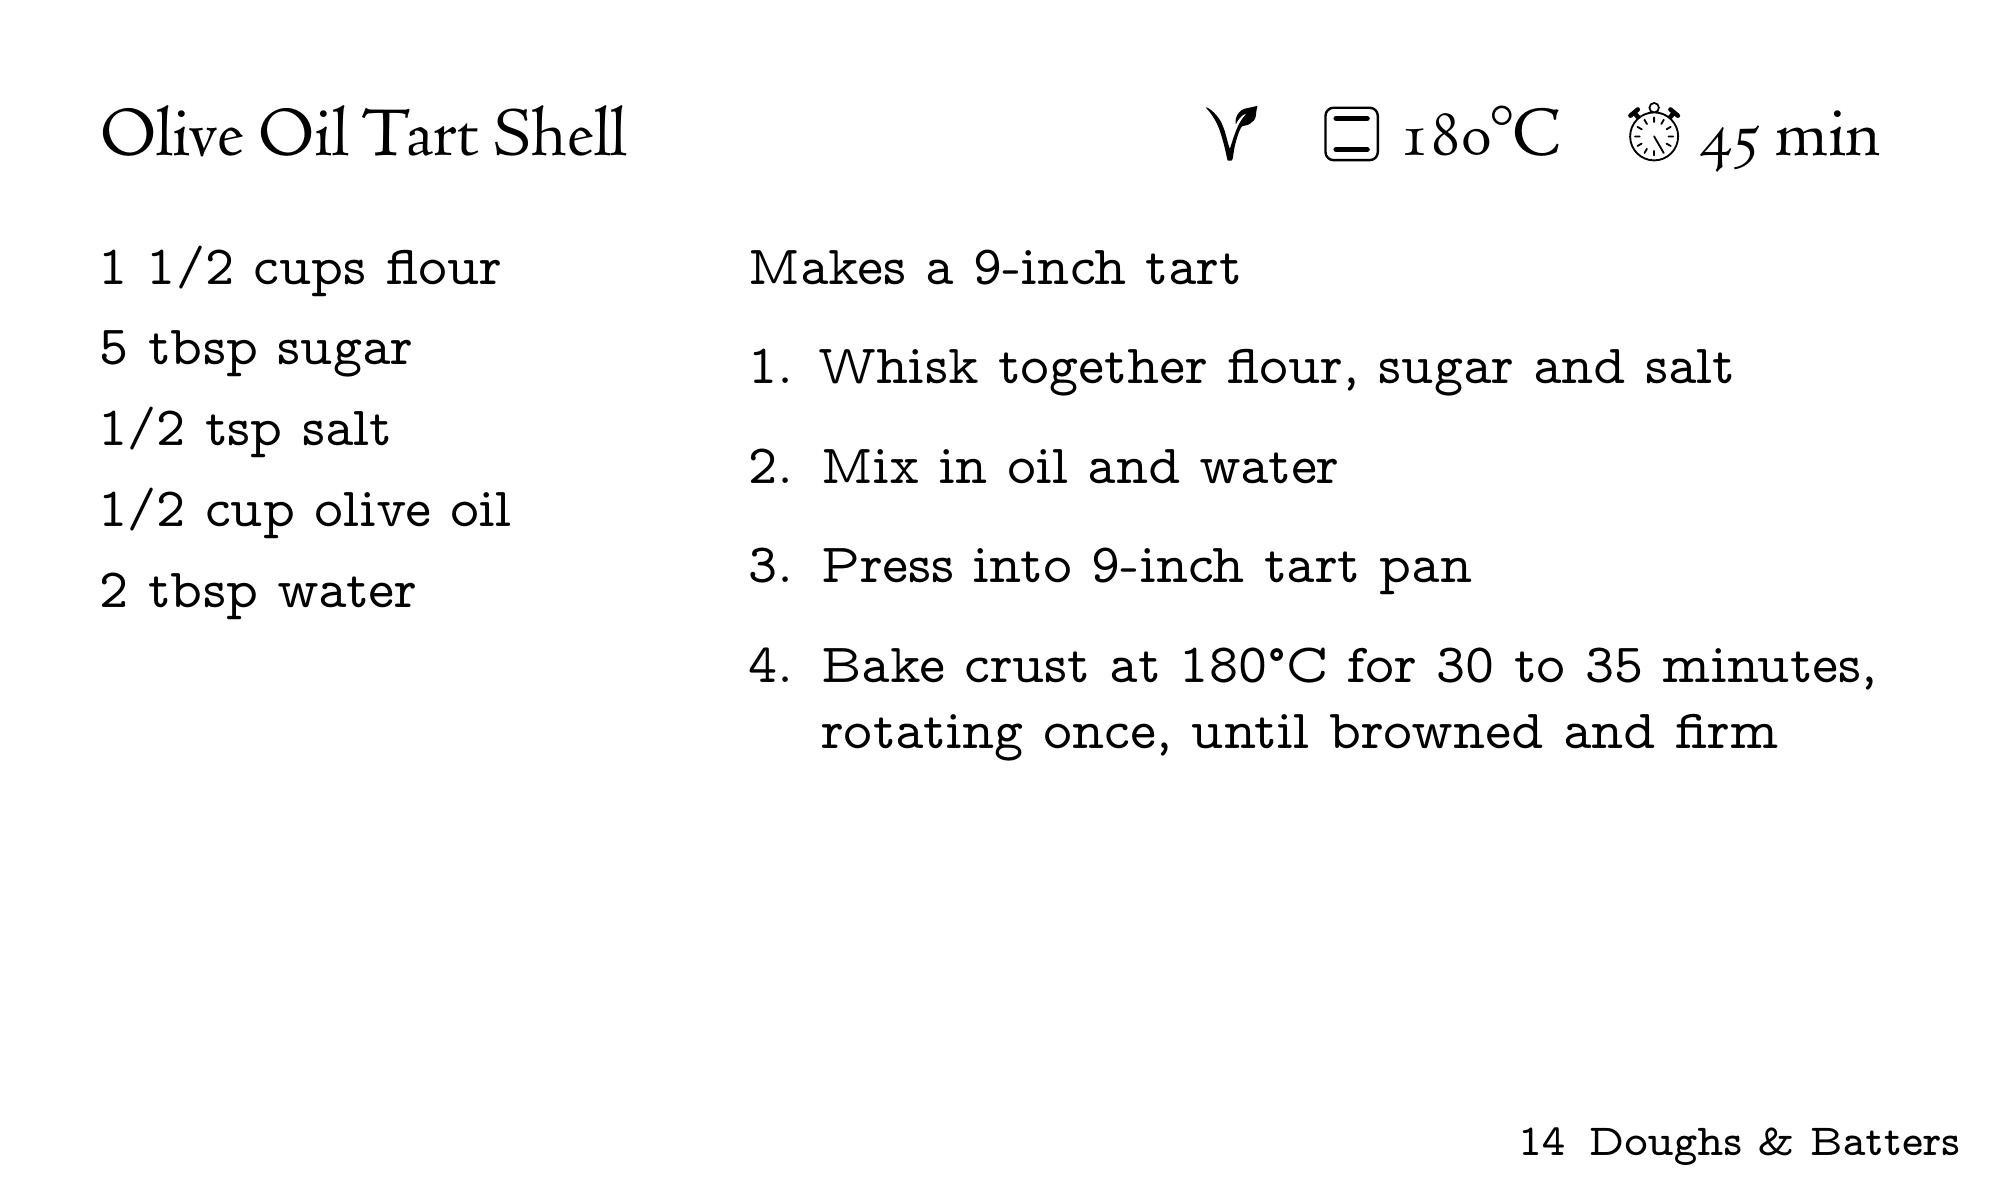 Olive Oil Tart Shell
180°C
45 min
1 1/2 cups flour
5 tbsp sugar
1/2 tsp salt
1/2 cup olive oil
2 tbsp water
Makes a 9-inch tart
1. Whisk together flour, sugar and salt
2. Mix in oil and water
3. Press into 9-inch tart pan
4. Bake crust at 180°C for 30 to 35 minutes,
rotating once, until browned and firm
14 Doughs & Batters